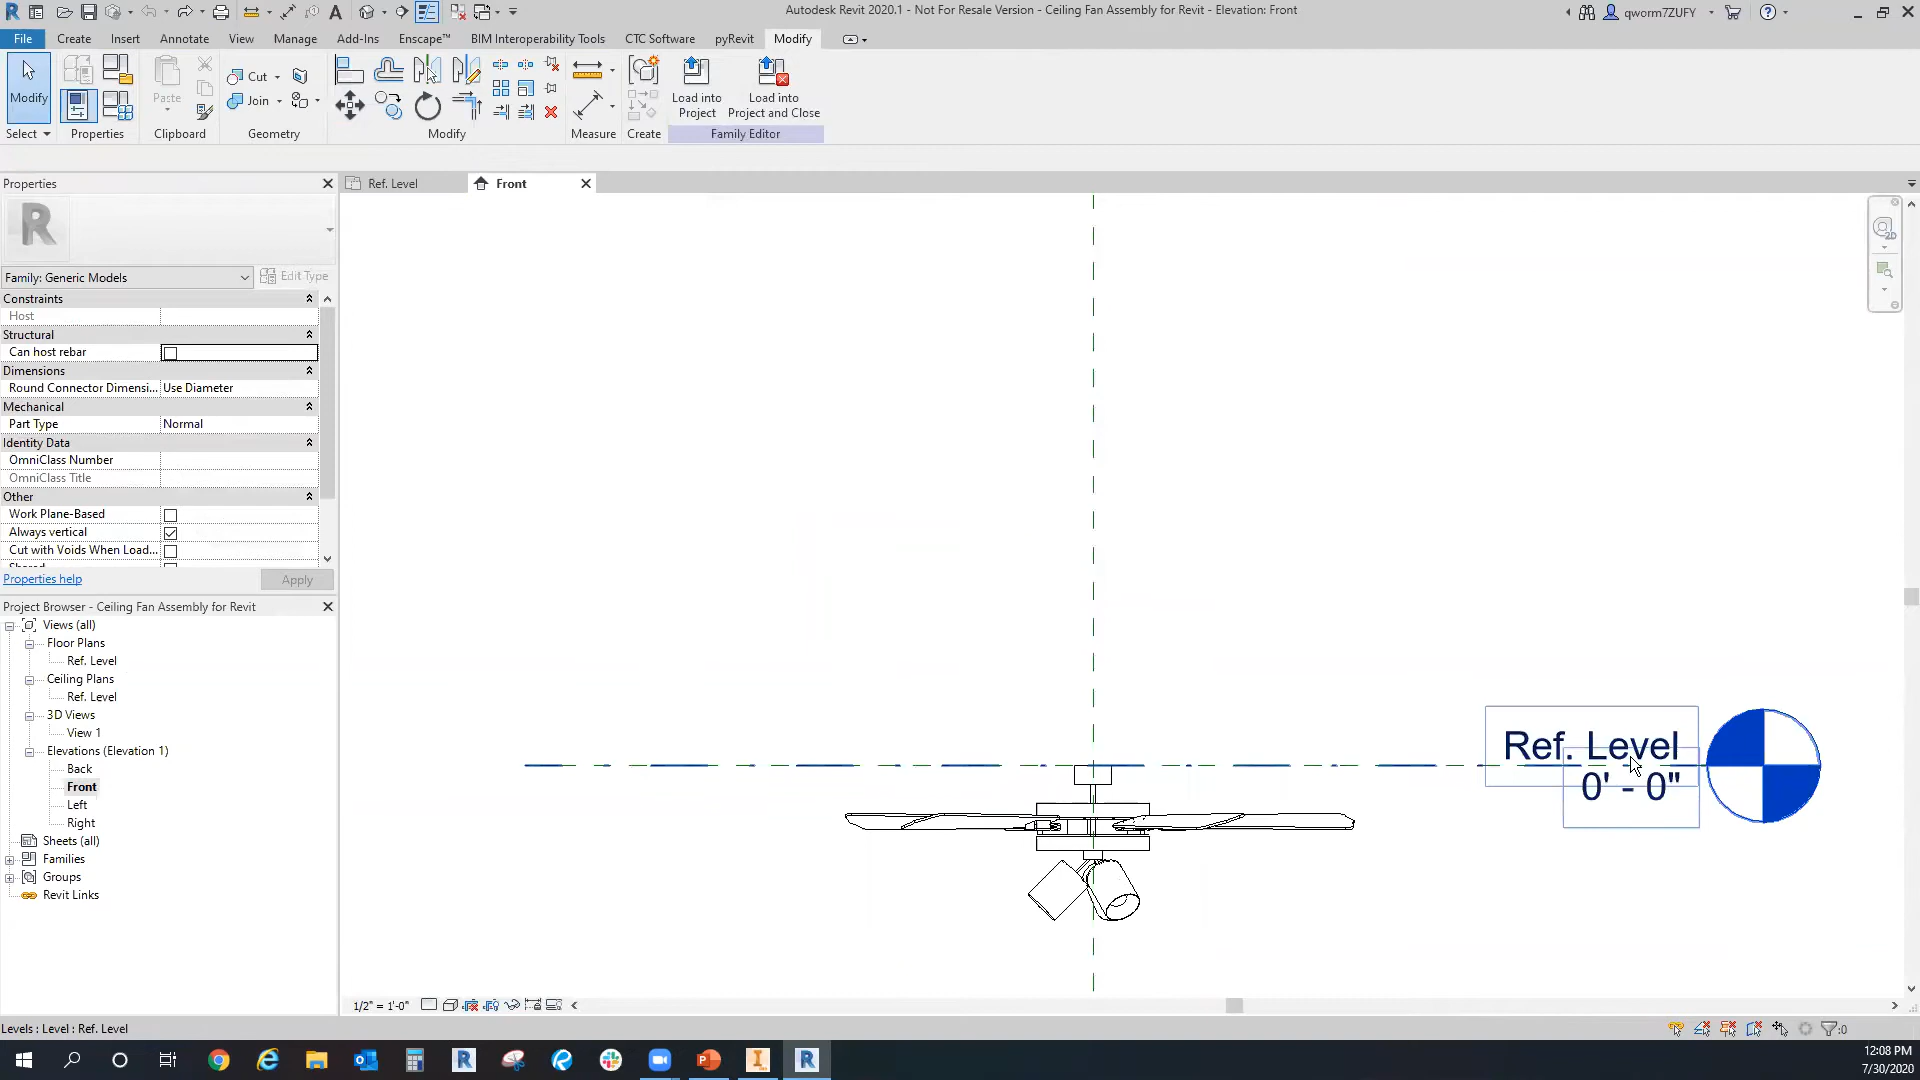 Autodesk Revit 2020.1 - Not For Resale Version - Ceiling Fan Assembly for Revit - Elevation: Front
qworm7ZUFY
File Create Insert Annotate View Manage Add-Ins Enscape™ BIM Interoperability Tools CTC Software pyRevit Modify
Modify
Paste
Cut
Join
Load into
Project
Load into
Project and Close
Select Properties Clipboard Geometry Modify Measure Create Family Editor
Properties
Ref. Level
Front
Family: Generic Models
Edit Type
Constraints
Host
Structural
Can host rebar
Dimensions
Round Connector Dimensi... Use Diameter
Mechanical
Part Type Normal
Identity Data
OmniClass Number
OmniClass Title
Other
Work Plane-Based
Always vertical
Cut with Voids When Load...
Properties help
Apply
Project Browser - Ceiling Fan Assembly for Revit
Views (all)
Floor Plans
Ref. Level
Ceiling Plans
Ref. Level
3D Views
View 1
Elevations (Elevation 1)
Back
Front
Left
Right
Sheets (all)
Families
Groups
Revit Links
2D
Ref. Level
0' - 0"
1/2" = 1'-0"
Levels : Level : Ref. Level
:0
12:08 PM
7/30/2020